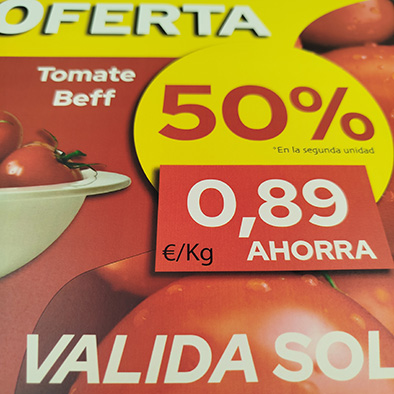 OFERTA
Tomate
Beff
50%
*En la segunda unidad
0,89
€/Kg AHORRA
VALIDA SOL